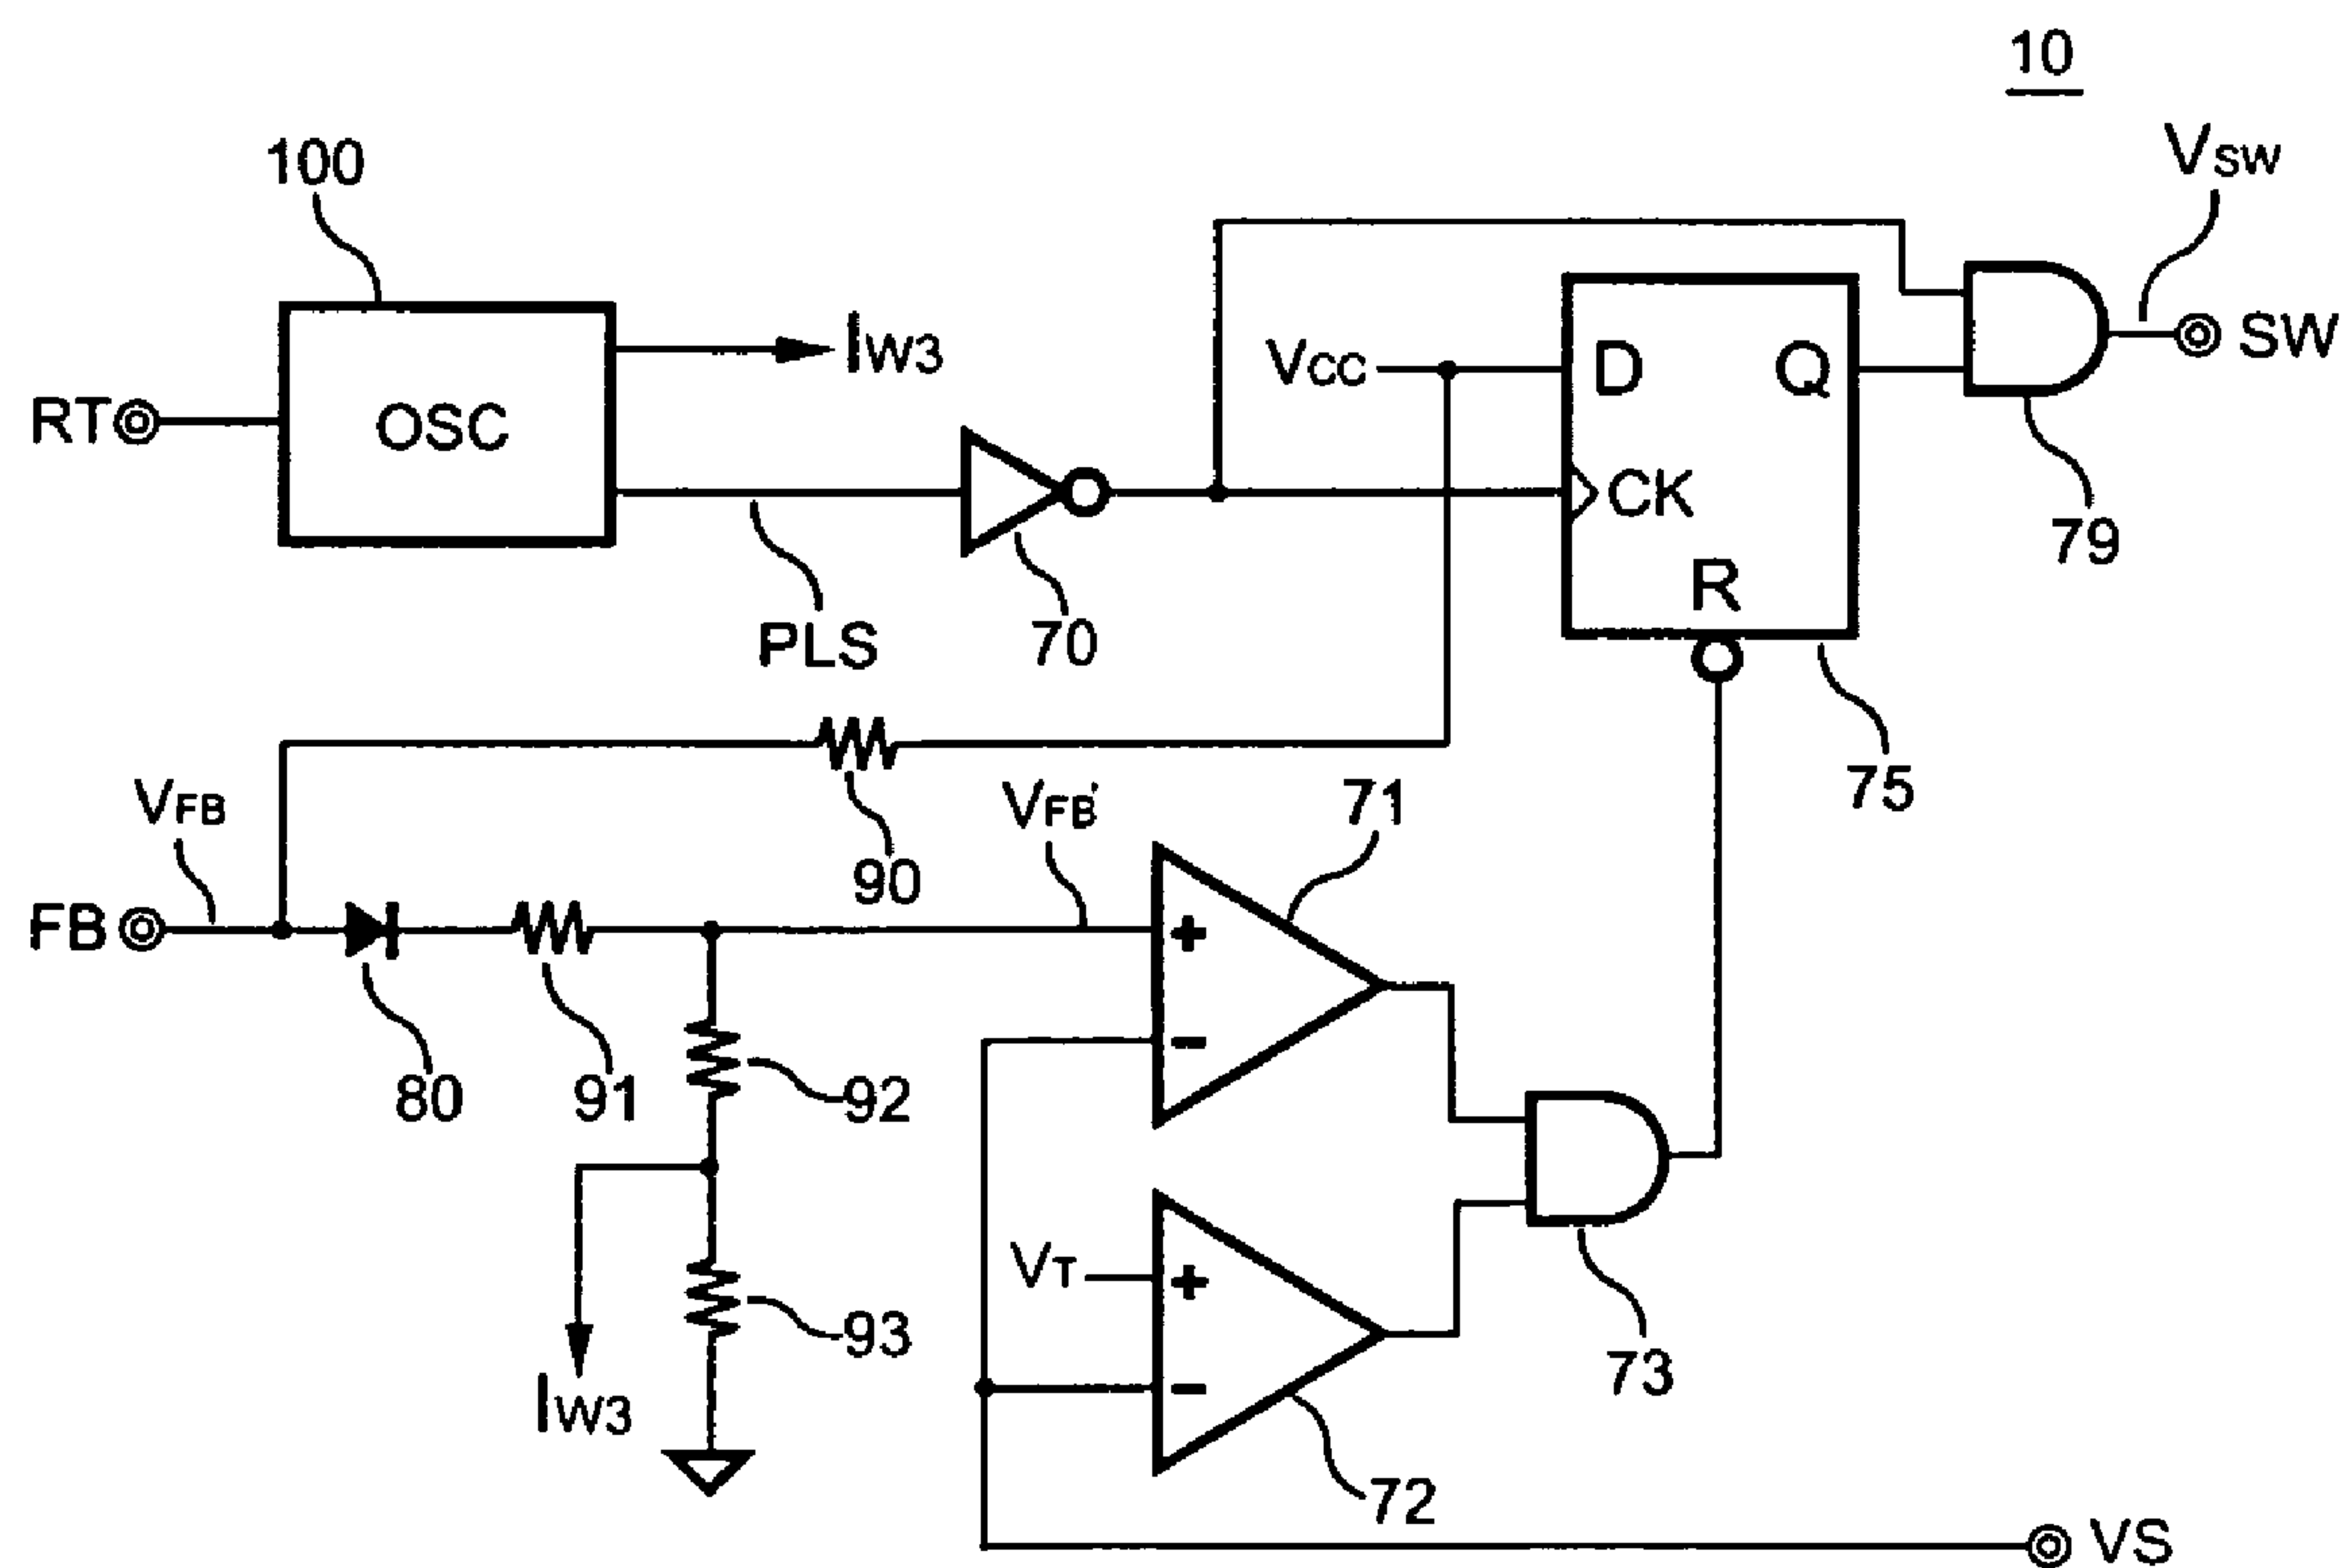 10
100
VSW
IW3
VCC
D
Q
SW
RT
OSC
CK
79
R
PLS
70
75
VFB
90
VFB'
71
FB
+
−
80
91
92
VT
+
−
93
73
IW3
72
VS